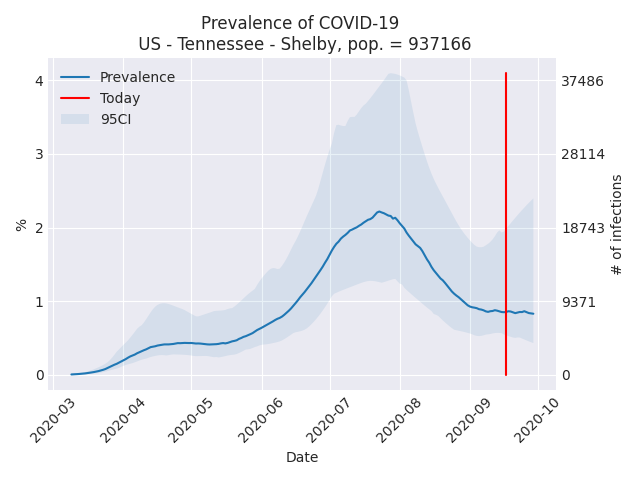 Prevalence of COVID-19
US - Tennessee - Shelby, pop. = 937166
Prevalence
Today
95CI
4
3
2
1
0
%
37486
28114
18743
9371
0
# of infections
2020-03
2020-04
2020-05
2020-06
2020-07
2020-08
2020-09
2020-10
Date